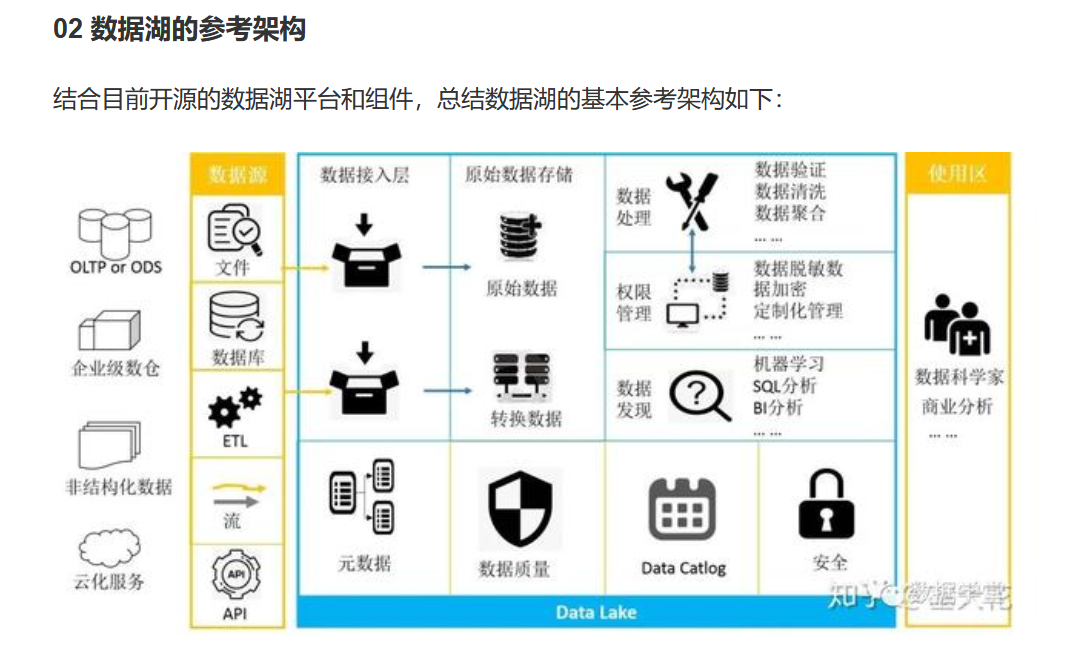 02 数据湖的参考架构
结合目前开源的数据湖平台和组件，总结数据湖的基本参考架构如下：
OLTP or ODS
企业级数仓
非结构化数据
云化服务
数据源
文件
数据库
ETL
流
API
API
数据接入层
原始数据存储
原始数据
转换数据
数据
处理
数据验证
数据清洗
数据聚合
... ...
权限
管理
数据脱敏数
据加密
定制化管理
... ...
数据
发现
机器学习
SQL分析
BI分析
... ...
元数据
数据质量
Data Catlog
安全
Data Lake
使用区
数据科学家
商业分析
... ...
知乎